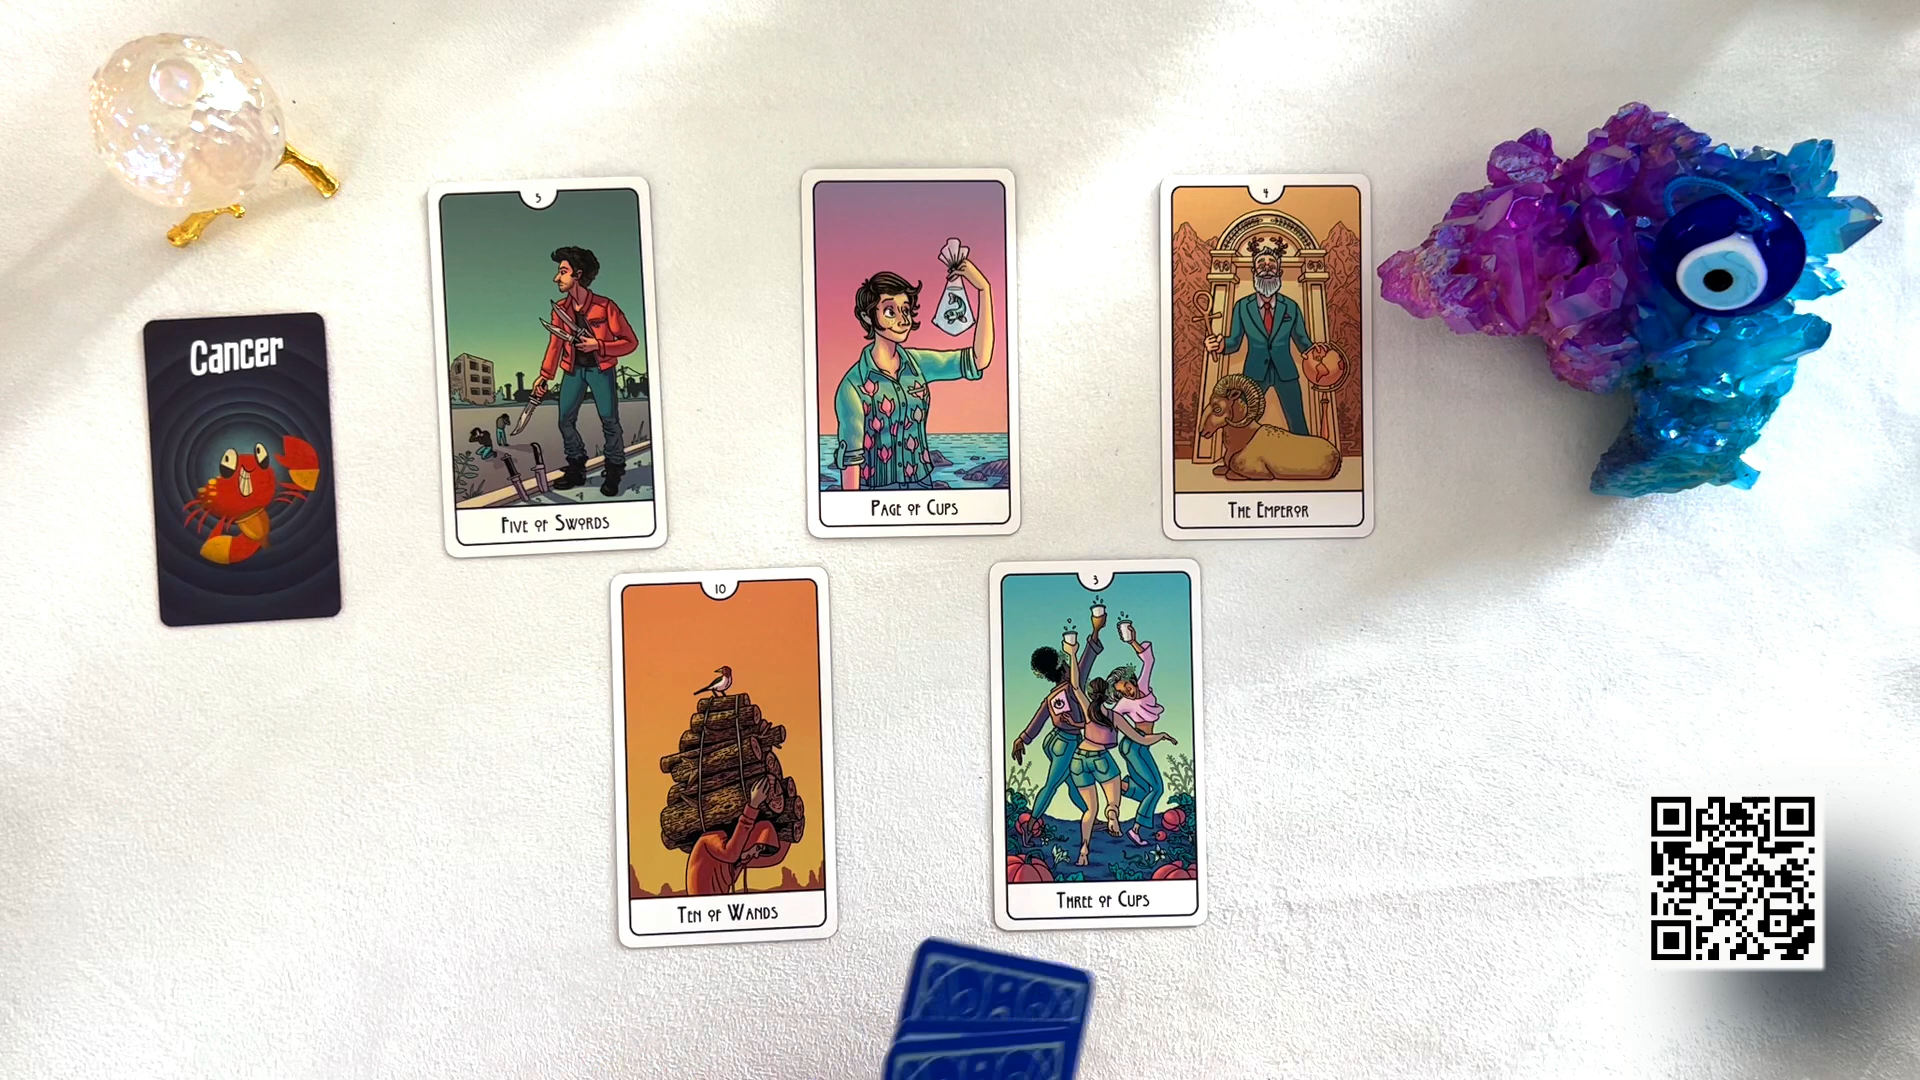 Cancer
5
Five of Swords
Page of Cups
4
The Emperor
10
Ten of Wands
3
Three of Cups